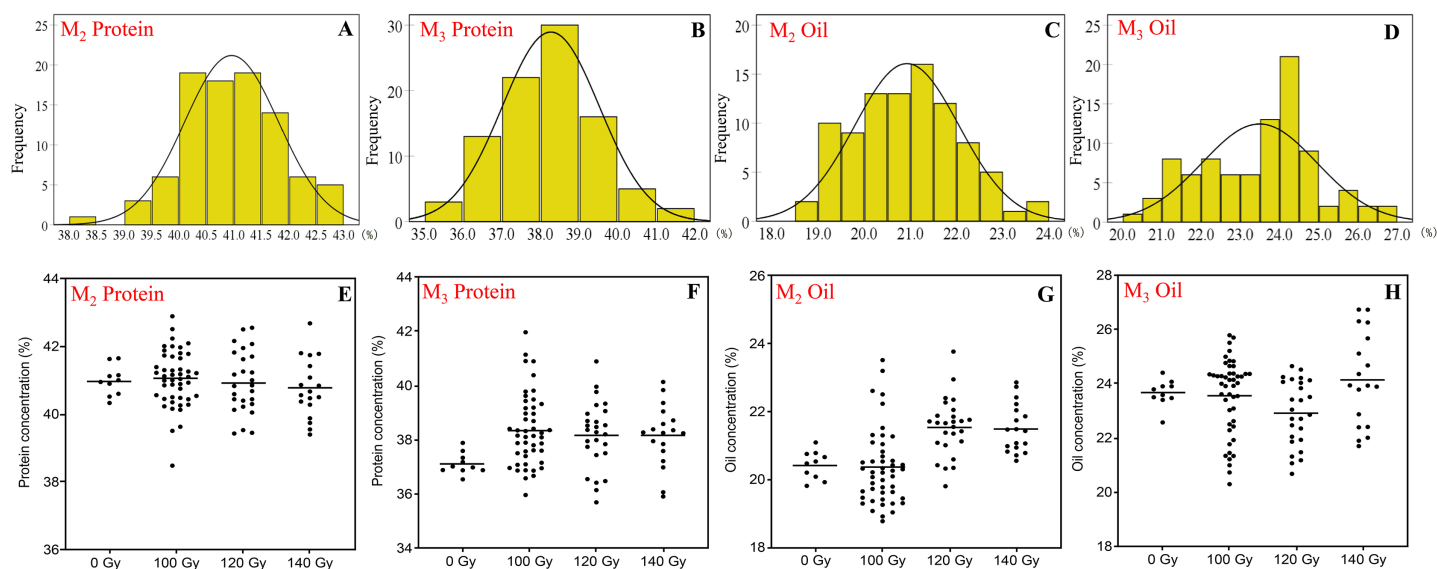 M2 Protein
A
Frequency
25
20
15
10
5
0
38.0 38.5 39.0 39.5 40.0 40.5 41.0 41.5 42.0 42.5 43.0 (%)
M3 Protein
B
Frequency
30
20
10
0
35.0 36.0 37.0 38.0 39.0 40.0 41.0 42.0 (%)
M2 Oil
C
Frequency
20
15
10
5
0
18.0 19.0 20.0 21.0 22.0 23.0 24.0 (%)
M3 Oil
D
Frequency
25
20
15
10
5
0
20.0 21.0 22.0 23.0 24.0 25.0 26.0 27.0 (%)
M2 Protein
E
Protein concentration (%)
44
42
40
38
36
0 Gy 100 Gy 120 Gy 140 Gy
M3 Protein
F
Protein concentration (%)
44
42
40
38
36
34
0 Gy 100 Gy 120 Gy 140 Gy
M2 Oil
G
Oil concentration (%)
26
24
22
20
18
0 Gy 100 Gy 120 Gy 140 Gy
M3 Oil
H
Oil concentration (%)
28
26
24
22
20
18
0 Gy 100 Gy 120 Gy 140 Gy